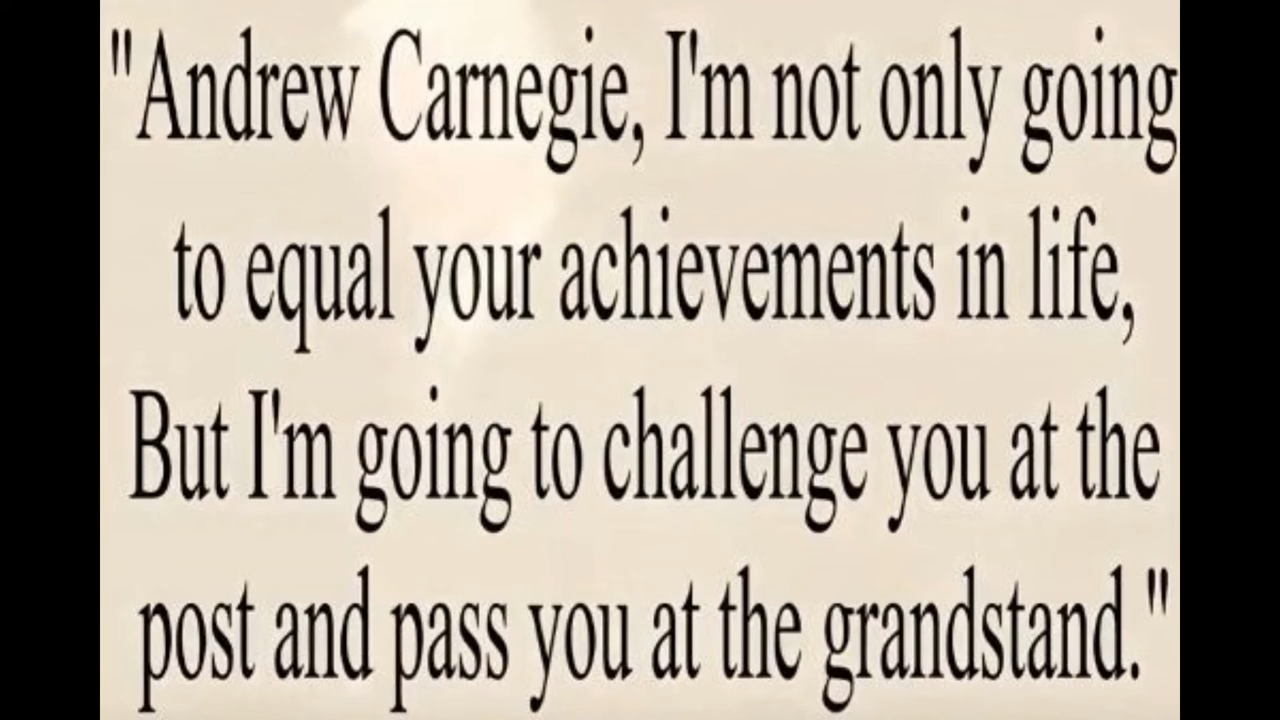 "Andrew Carnegie, I'm not only going
to equal your achievements in life,
But I'm going to challenge you at the
post and pass you at the grandstand."